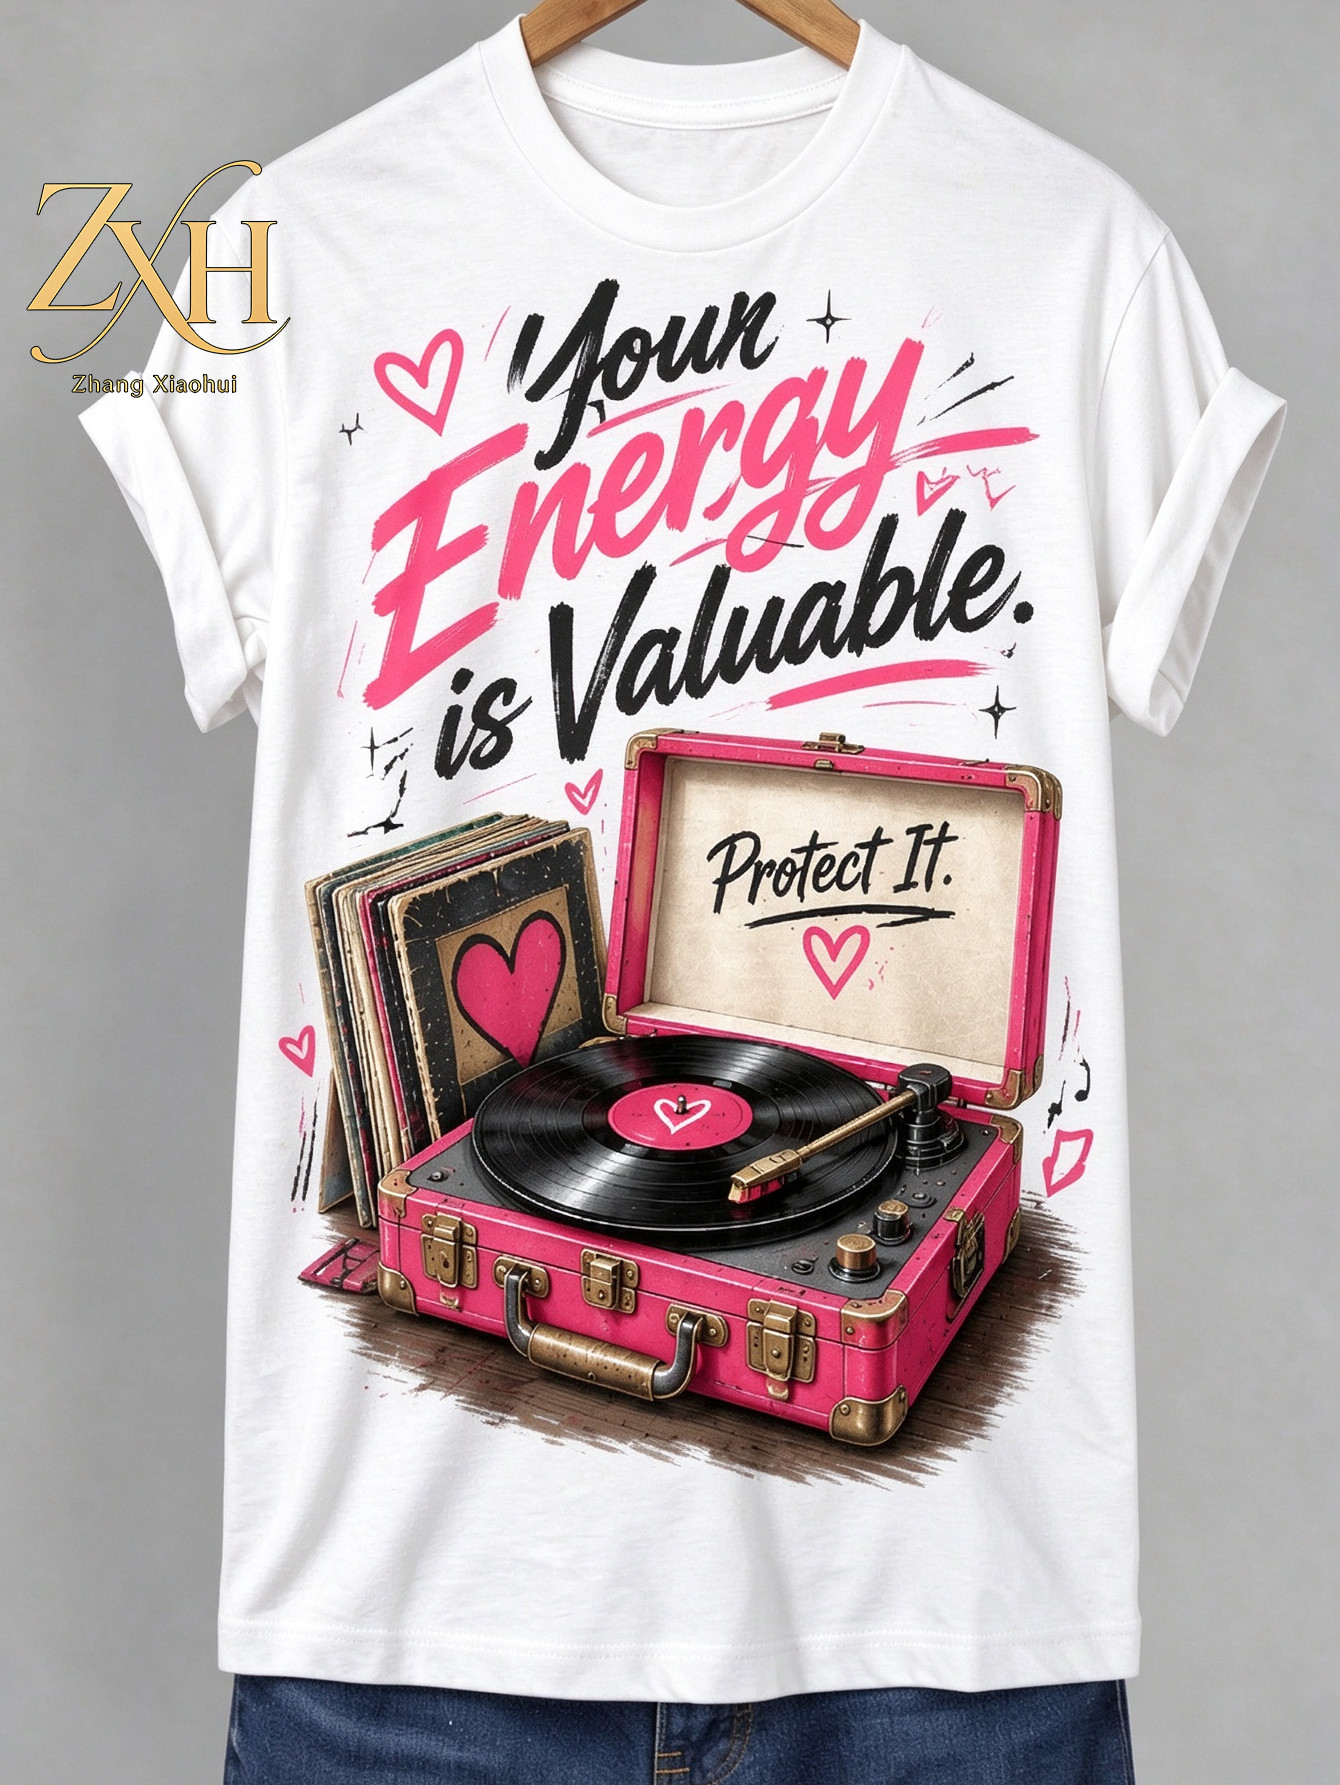 ZXH
Zhang Xiaohui
Your
Energy
is Valuable.
Protect It.